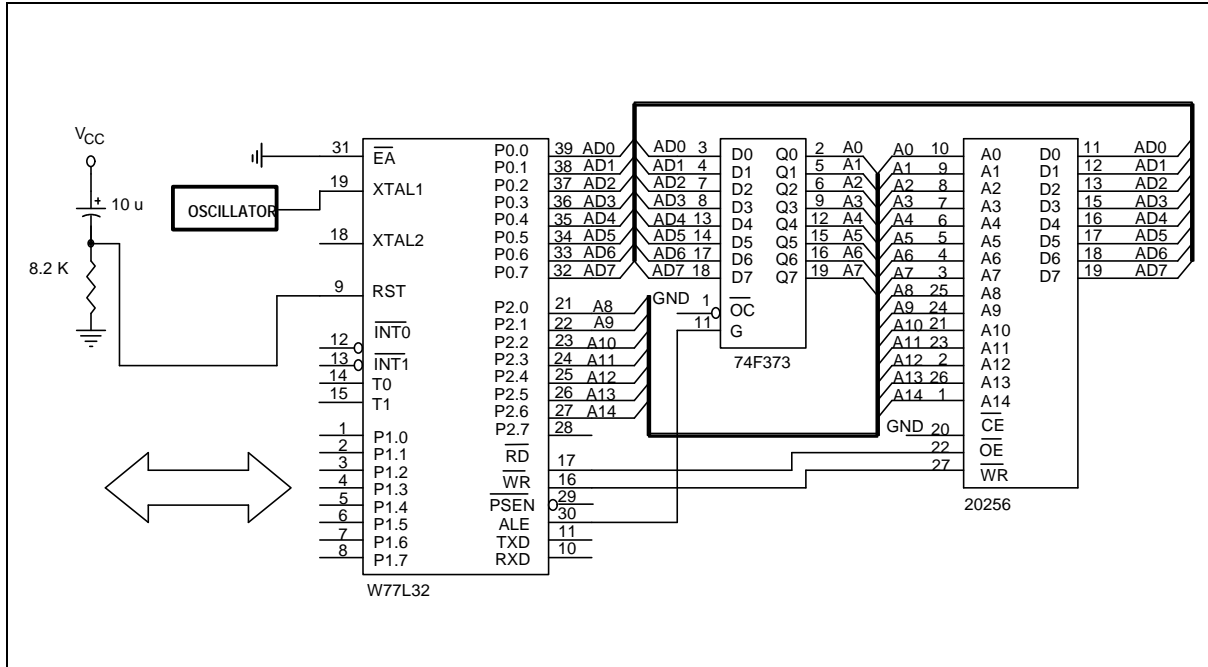 VCC
10 u
8.2 K
OSCILLATOR
31 EA
19 XTAL1
18 XTAL2
9 RST
12 INT0
13 INT1
14 T0
15 T1
1 P1.0
2 P1.1
3 P1.2
4 P1.3
5 P1.4
6 P1.5
7 P1.6
8 P1.7
P0.0 39 AD0
P0.1 38 AD1
P0.2 37 AD2
P0.3 36 AD3
P0.4 35 AD4
P0.5 34 AD5
P0.6 33 AD6
P0.7 32 AD7
P2.0 21 A8
P2.1 22 A9
P2.2 23 A10
P2.3 24 A11
P2.4 25 A12
P2.5 26 A13
P2.6 27 A14
P2.7 28
RD 17
WR 16
PSEN 29
ALE 30
TXD 11
RXD 10
W77L32
AD0 3 D0 Q0 2 A0
AD1 4 D1 Q1 5 A1
AD2 7 D2 Q2 6 A2
AD3 8 D3 Q3 9 A3
AD4 13 D4 Q4 12 A4
AD5 14 D5 Q5 15 A5
AD6 17 D6 Q6 16 A6
AD7 18 D7 Q7 19 A7
GND 1 OC
11 G
74F373
A0 10 A0 D0 11 AD0
A1 9 A1 D1 12 AD1
A2 8 A2 D2 13 AD2
A3 7 A3 D3 15 AD3
A4 6 A4 D4 16 AD4
A5 5 A5 D5 17 AD5
A6 4 A6 D6 18 AD6
A7 3 A7 D7 19 AD7
A8 25 A8
A9 24 A9
A10 21 A10
A11 23 A11
A12 2 A12
A13 26 A13
A14 1 A14
GND 20 CE
22 OE
27 WR
20256